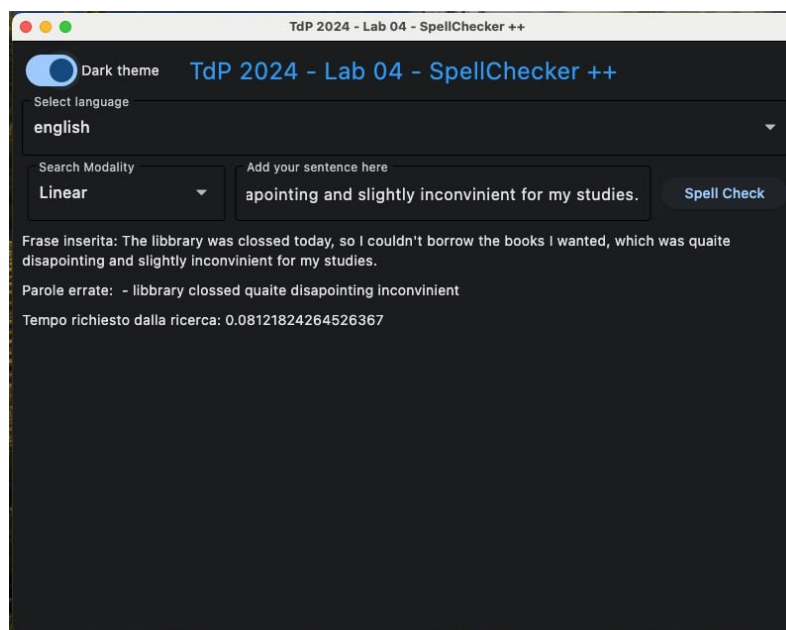 TdP 2024 - Lab 04 - SpellChecker ++
Dark theme
TdP 2024 - Lab 04 - SpellChecker ++
Select language
english
Search Modality
Linear
Add your sentence here
apointing and slightly inconvinient for my studies.
Spell Check
Frase inserita: The libbrary was clossed today, so I couldn't borrow the books I wanted, which was quaite
disapointing and slightly inconvinient for my studies.
Parole errate: - libbrary clossed quaite disapointing inconvinient
Tempo richiesto dalla ricerca: 0.08121824264526367